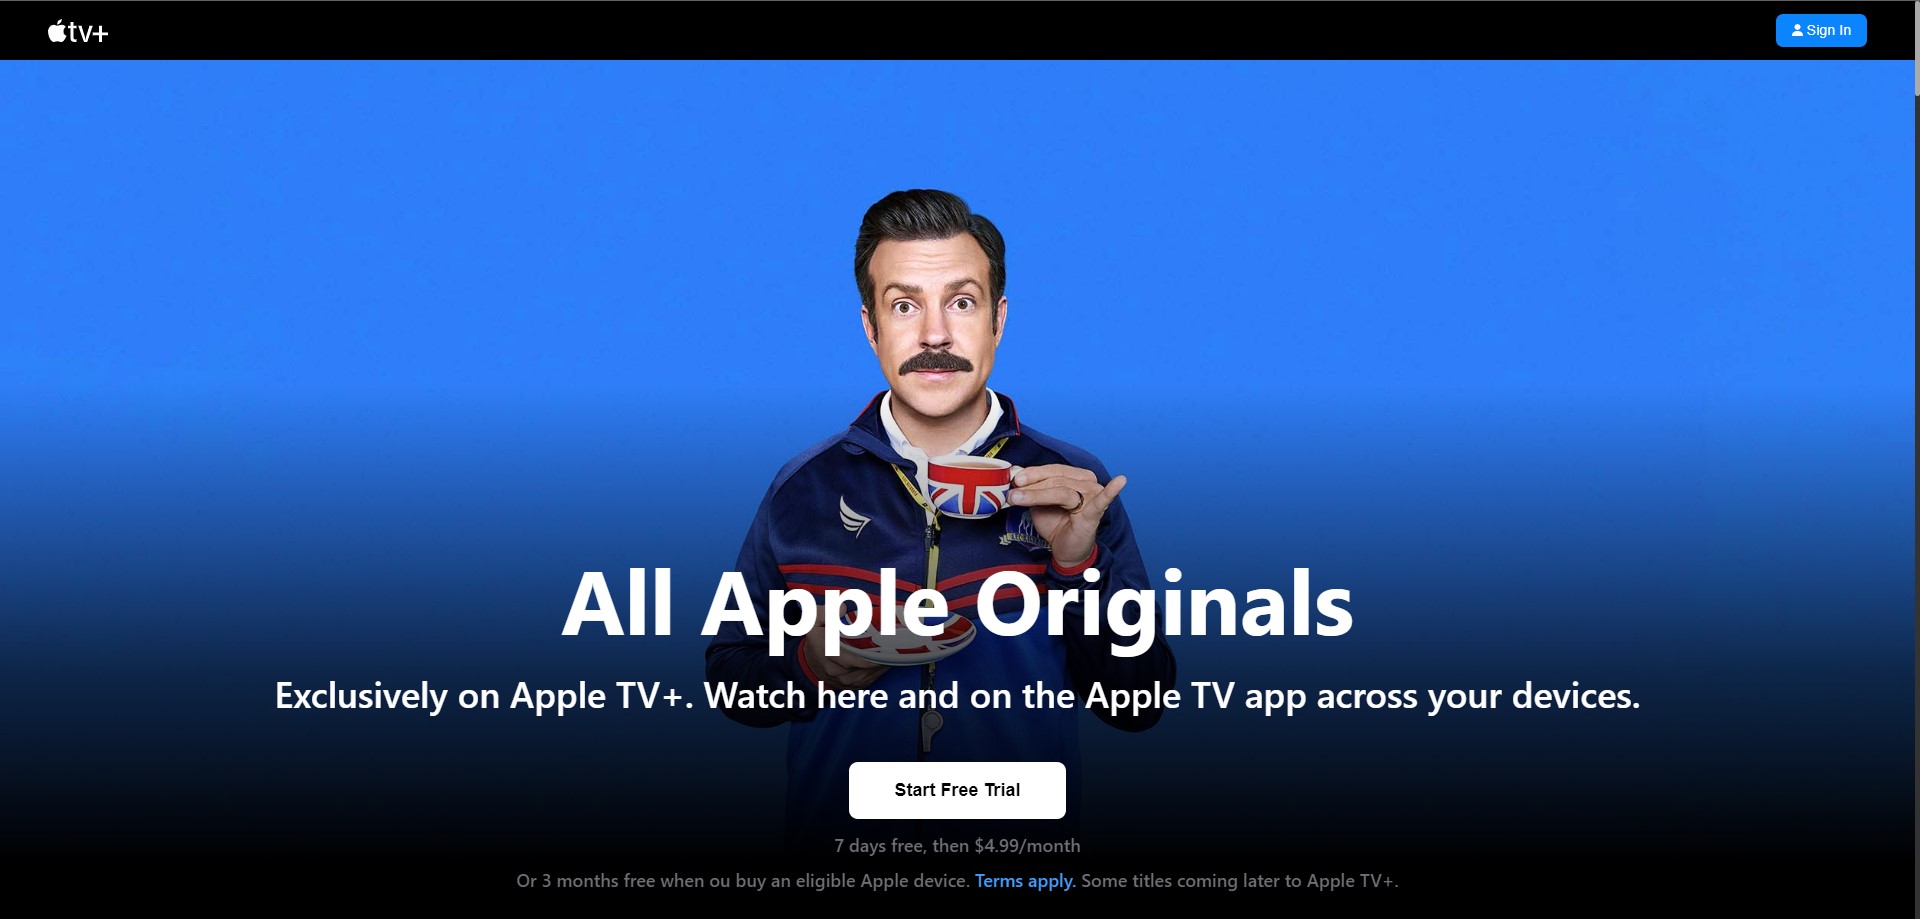 tv+
Sign In
All Apple Originals
Exclusively on Apple TV+. Watch here and on the Apple TV app across your devices.
Start Free Trial
7 days free, then $4.99/month
Or 3 months free when ou buy an eligible Apple device. Terms apply. Some titles coming later to Apple TV+.